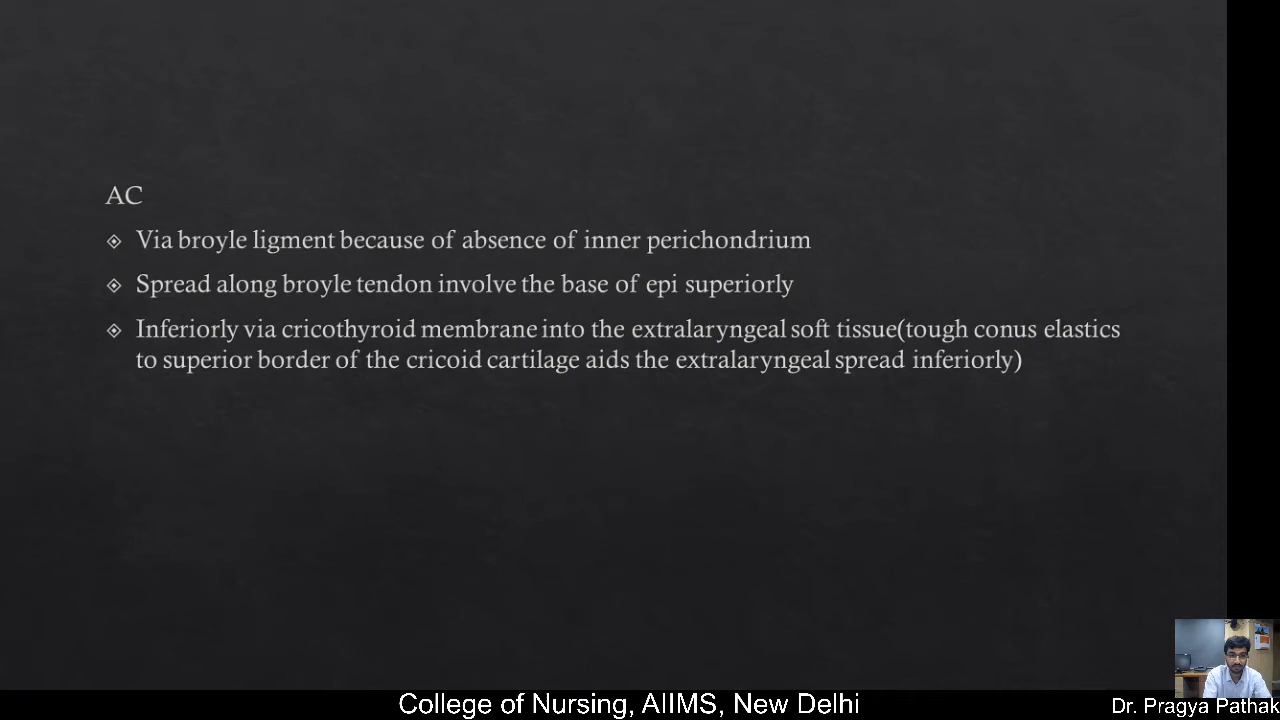 AC
Via broyle ligment because of absence of inner perichondrium
Spread along broyle tendon involve the base of epi superiorly
Inferiorly via cricothyroid membrane into the extralaryngeal soft tissue(tough conus elastics
to superior border of the cricoid cartilage aids the extralaryngeal spread inferiorly)
College of Nursing, AIIMS, New Delhi
Dr. Pragya Pathak